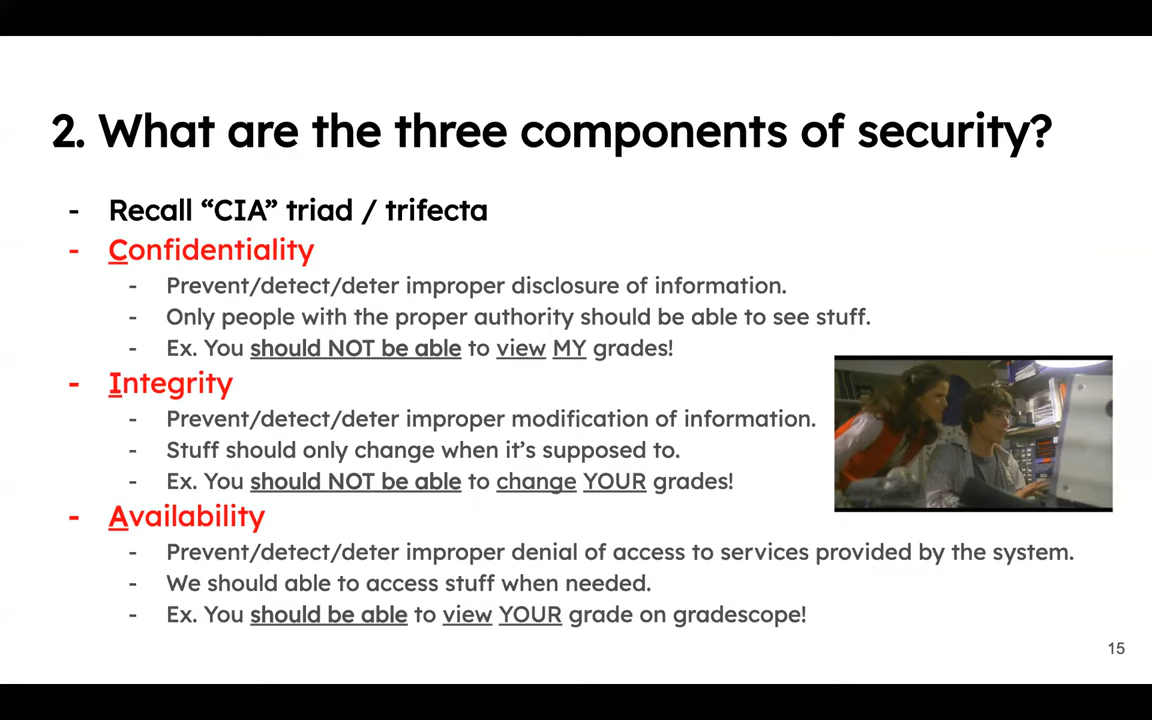 2. What are the three components of security?
- Recall “CIA” triad / trifecta
- Confidentiality
- Prevent/detect/deter improper disclosure of information.
- Only people with the proper authority should be able to see stuff.
- Ex. You should NOT be able to view MY grades!
- Integrity
- Prevent/detect/deter improper modification of information.
- Stuff should only change when it’s supposed to.
- Ex. You should NOT be able to change YOUR grades!
- Availability
- Prevent/detect/deter improper denial of access to services provided by the system.
- We should able to access stuff when needed.
- Ex. You should be able to view YOUR grade on gradescope!
15